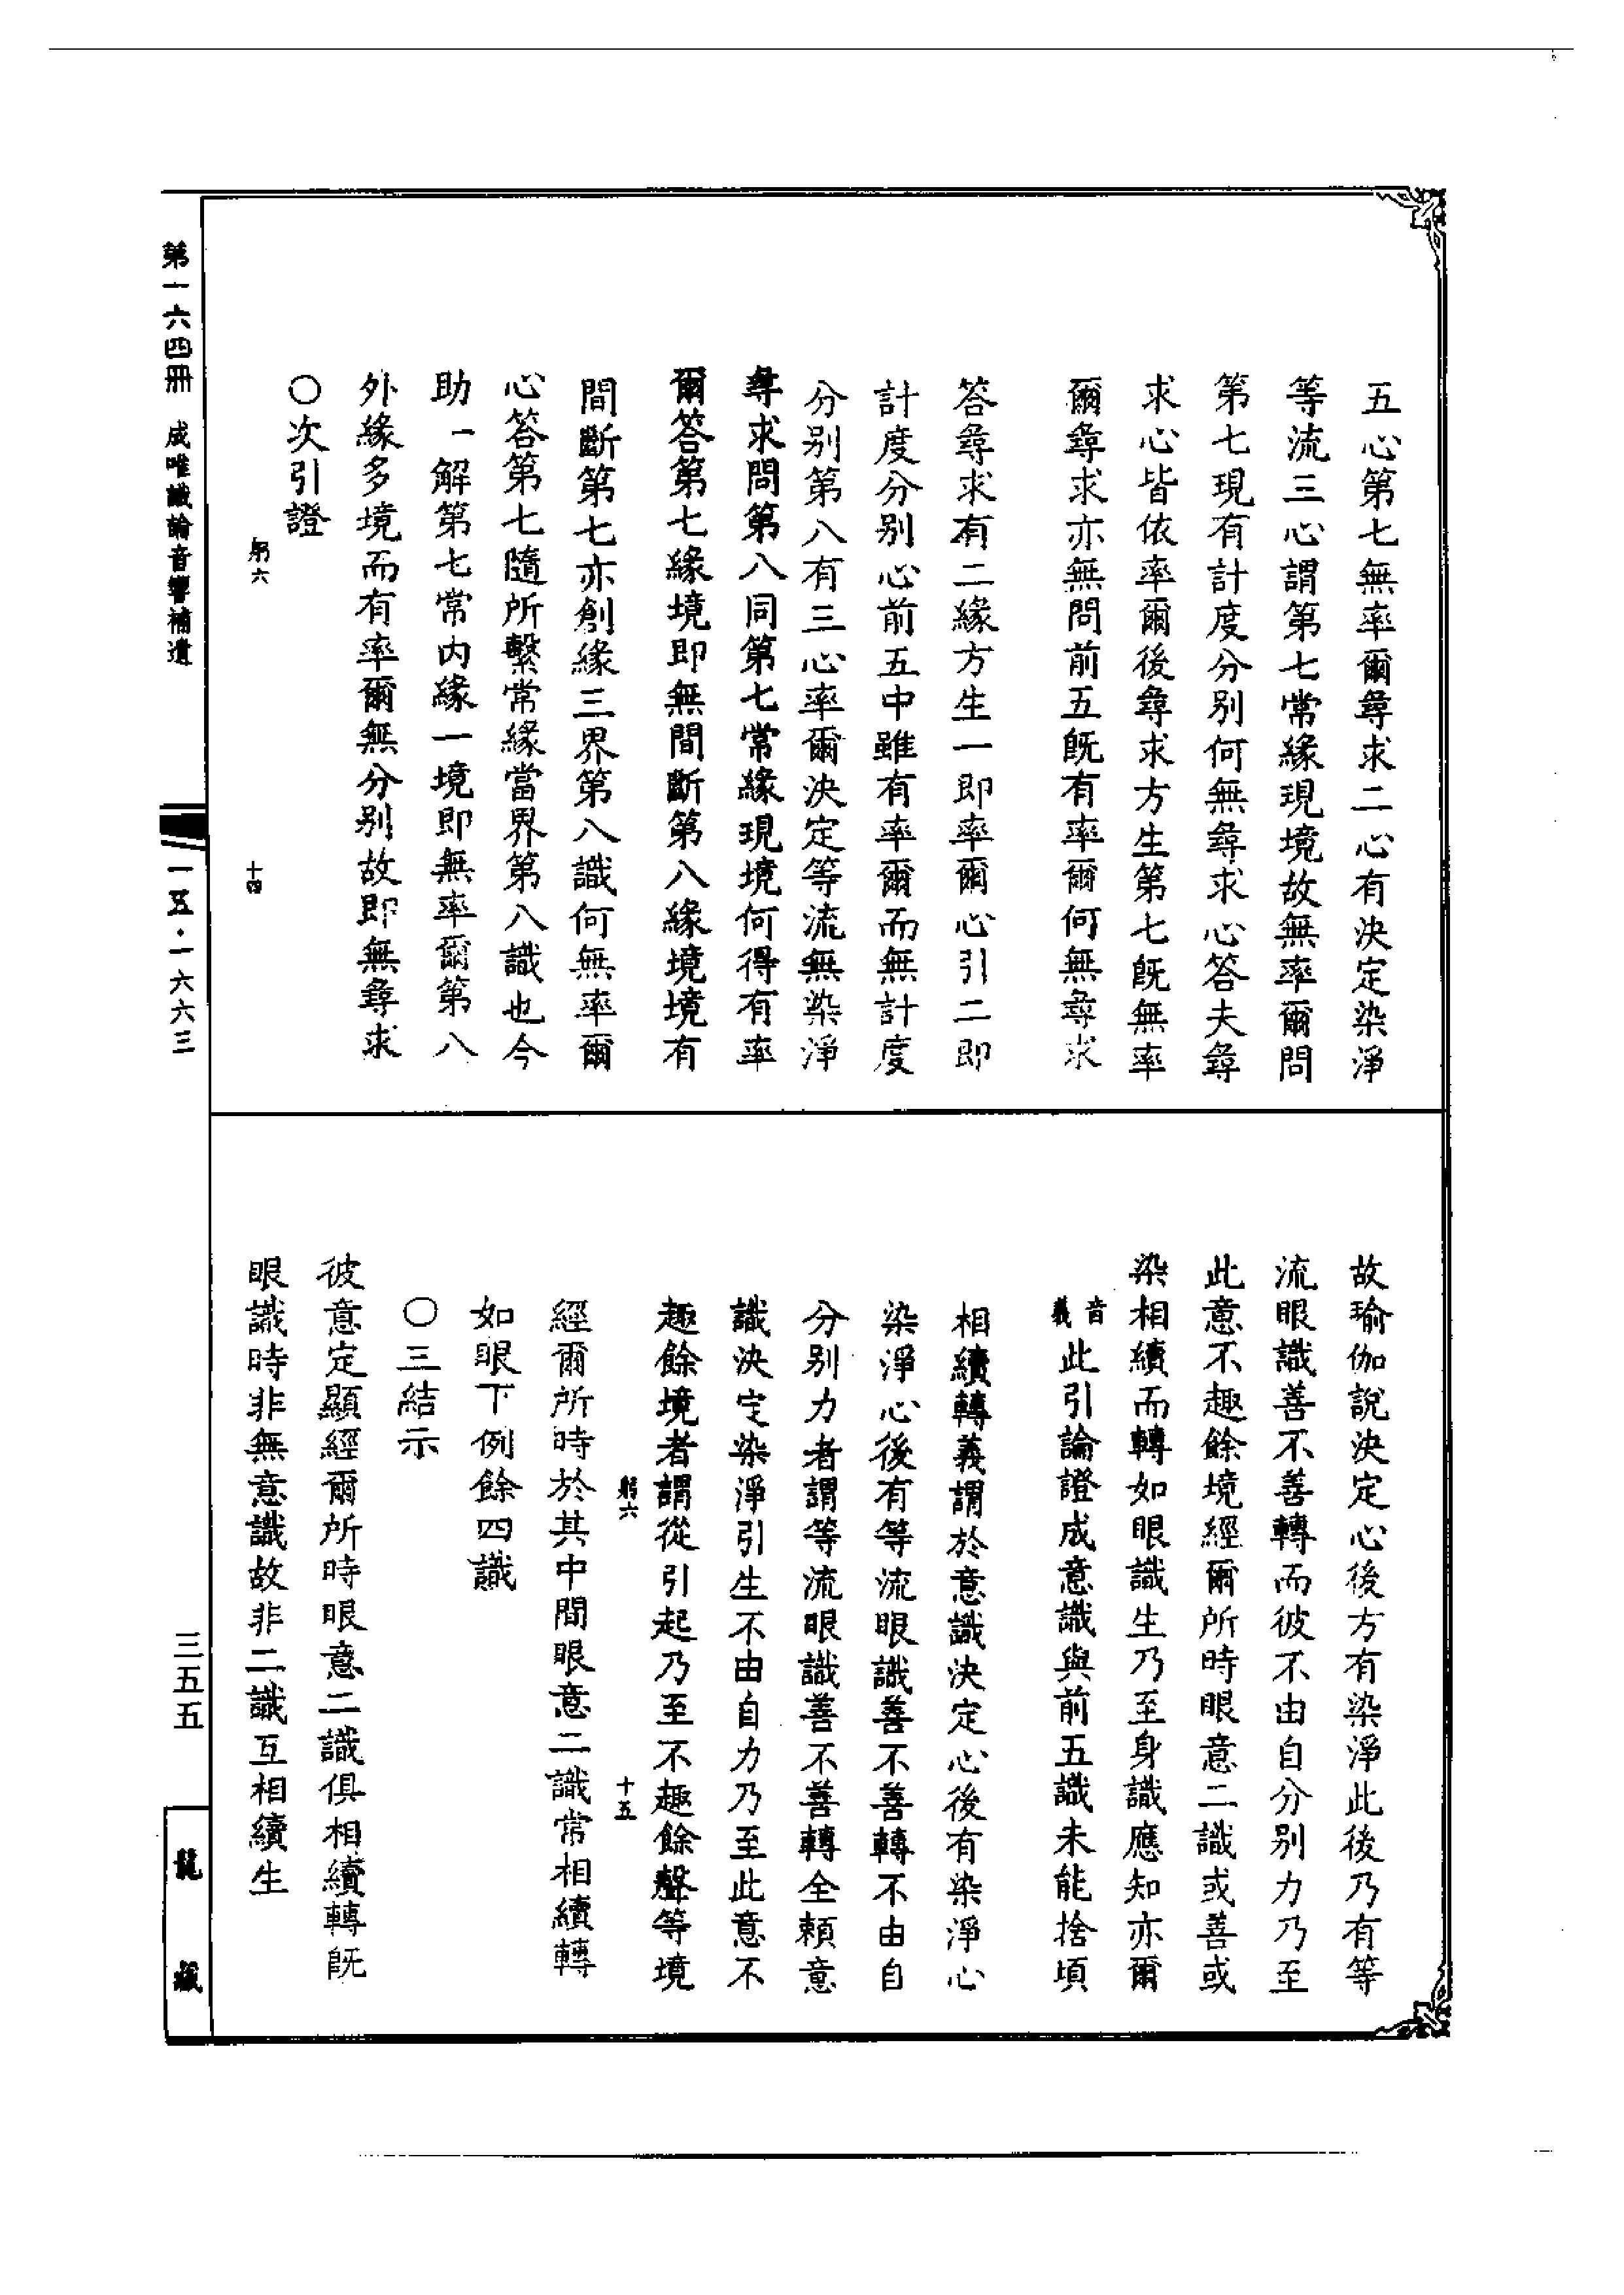 五心第七無率爾尋求二心有決定染淨
等流三心謂第七常緣現境故無率爾問
第七現有計度分別何無尋求心答夫尋
求心皆依率爾後尋求方生第七既無率
爾尋求亦無問前五既有率爾何無尋求
答尋求有二緣方生一即率爾心引二即
計度分別心前五中雖有率爾而無計度
分別第八有三心率爾決定等流無染淨
尋求問第八同第七常緣現境何得有率
爾答第七緣境即無間斷第八緣境境有
間斷第七亦創緣三界第八識何無率爾
心答第七隨所繫常緣當界第八識也今
助一解第七常內緣一境即無率爾第八
外緣多境而有率爾無分別故即無尋求
○次引證
躬六
十四
故瑜伽說決定心後方有染淨此後乃有等
流眼識善不善轉而彼不由自分別力乃至
此意不趣餘境經爾所時眼意二識或善或
染相續而轉如眼識生乃至身識應知亦爾
音義此引論證成意識與前五識未能捨頃
相續轉義謂於意識決定心後有染淨心
染淨心後有等流眼識善不善轉不由自
分別力者謂等流眼識善不善轉全賴意
識決定染淨引生不由自力乃至此意不
趣餘境者謂從引起乃至不趣餘聲等境
躬六
十五
經爾所時於其中間眼意二識常相續轉
如眼下例餘四識
○三結示
彼意定顯經爾所時眼意二識俱相續轉既
眼識時非無意識故非二識互相續生
第一六四冊 成唯識論音響補遺
一五·一六六三
三五五
龍藏